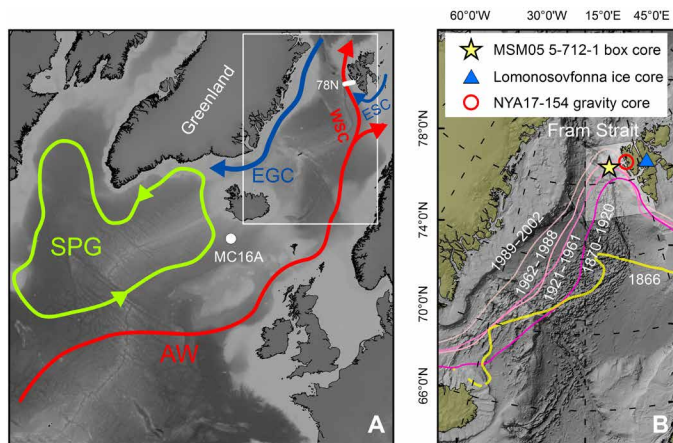 Greenland
78N
WSC
ESC
EGC
SPG
MC16A
AW
A
60°0'W 30°0'W 15°0'E 45°0'E
MSM05 5-712-1 box core
Lomonosovfonna ice core
NYA17-154 gravity core
Fram Strait
78°0'N
74°0'N
70°0'N
66°0'N
1989-2002
1962-1988
1921-1961
1870-1920
1866
B